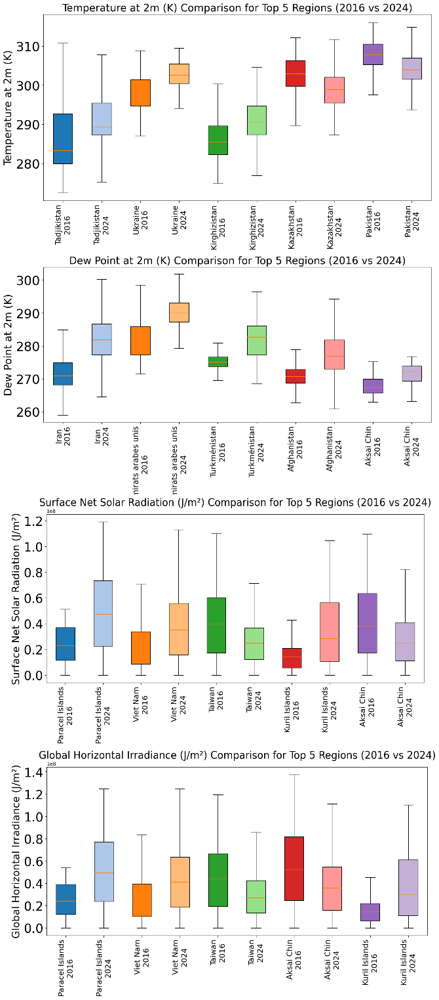 Temperature at 2m (K) Comparison for Top 5 Regions (2016 vs 2024)
Temperature at 2m (K)
310
300
290
280
Tadjikistan
2016
Tadjikistan
2024
Ukraine
2016
Ukraine
2024
Kirghizistan
2016
Kirghizistan
2024
Kazakhstan
2016
Kazakhstan
2024
Pakistan
2016
Pakistan
2024
Dew Point at 2m (K) Comparison for Top 5 Regions (2016 vs 2024)
Dew Point at 2m (K)
300
290
280
270
260
Iran
2016
Iran
2024
mirats arabes unis
2016
mirats arabes unis
2024
Turkménistan
2016
Turkménistan
2024
Afghanistan
2016
Afghanistan
2024
Aksai Chin
2016
Aksai Chin
2024
Surface Net Solar Radiation (J/m²) Comparison for Top 5 Regions (2016 vs 2024)
1e8
Surface Net Solar Radiation (J/m²)
1.2
1.0
0.8
0.6
0.4
0.2
0.0
Paracel Islands
2016
Paracel Islands
2024
Viet Nam
2016
Viet Nam
2024
Taiwan
2016
Taiwan
2024
Kuril Islands
2016
Kuril Islands
2024
Aksai Chin
2016
Aksai Chin
2024
Global Horizontal Irradiance (J/m²) Comparison for Top 5 Regions (2016 vs 2024)
1e8
Global Horizontal Irradiance (J/m²)
1.4
1.2
1.0
0.8
0.6
0.4
0.2
0.0
Paracel Islands
2016
Paracel Islands
2024
Viet Nam
2016
Viet Nam
2024
Taiwan
2016
Taiwan
2024
Aksai Chin
2016
Aksai Chin
2024
Kuril Islands
2016
Kuril Islands
2024